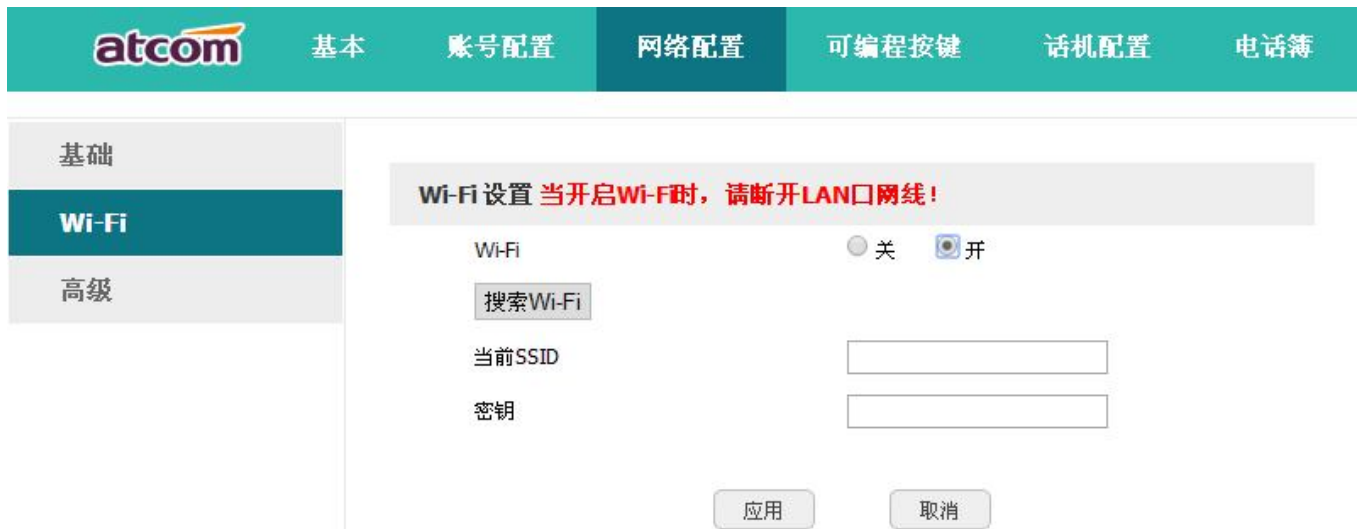 atcom 基本 账号配置 网络配置 可编程按键 话机配置 电话簿
基础
Wi-Fi
高级
Wi-Fi 设置 当开启Wi-Fi时，请断开LAN口网线！
Wi-Fi 关 开
搜索Wi-Fi
当前SSID
密钥
应用 取消